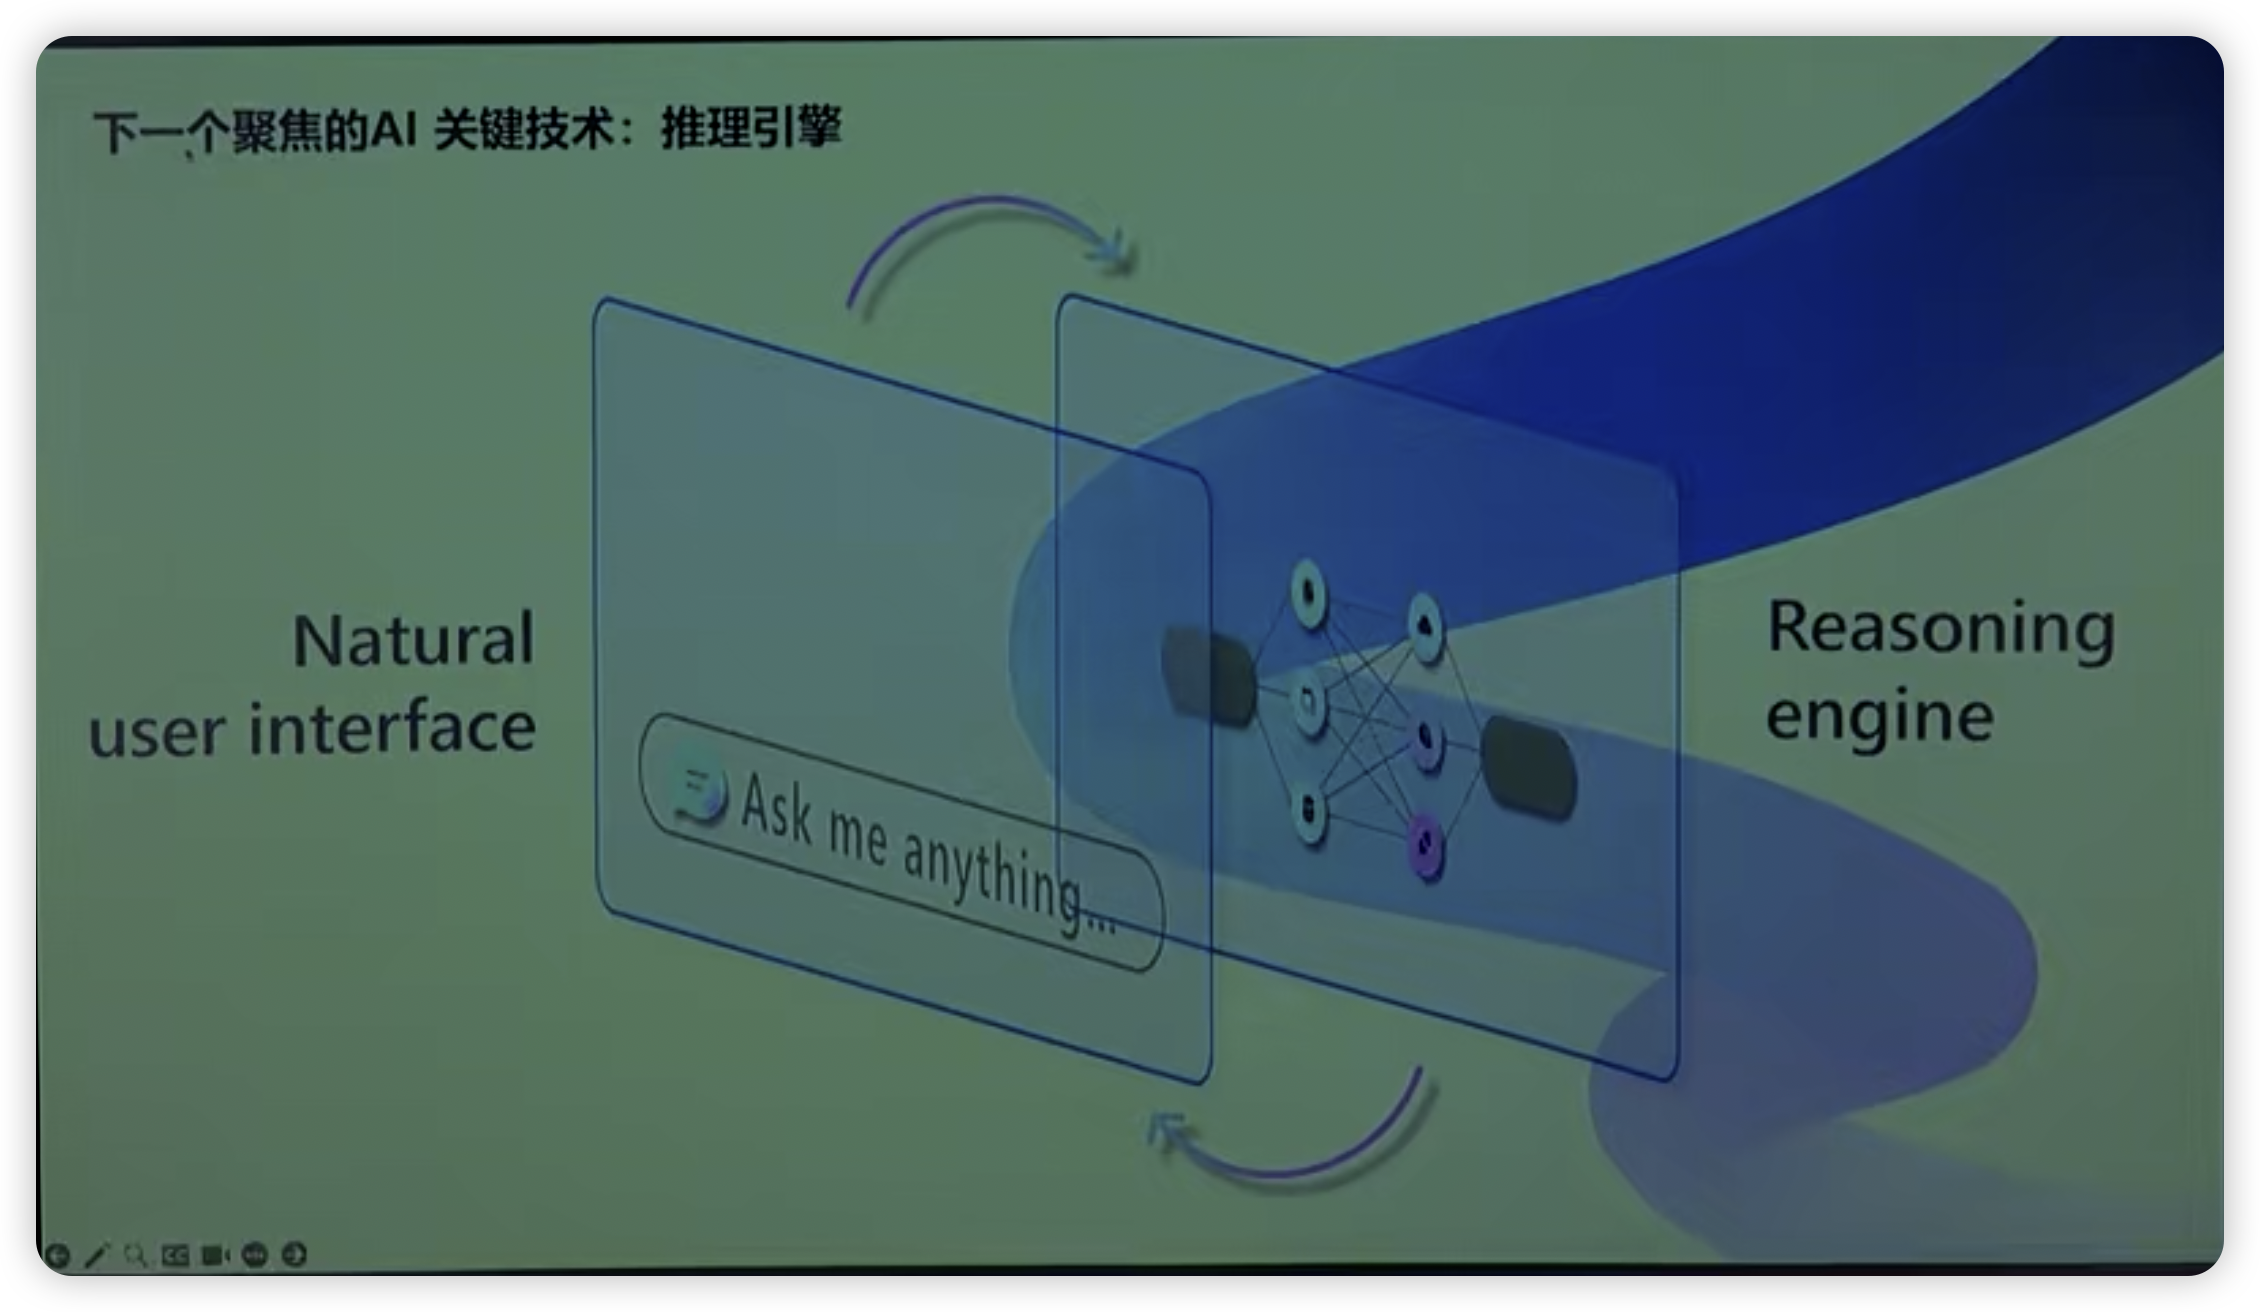 下一个聚焦的AI 关键技术：推理引擎
Natural
user interface
Ask me anything...
Reasoning
engine
CC